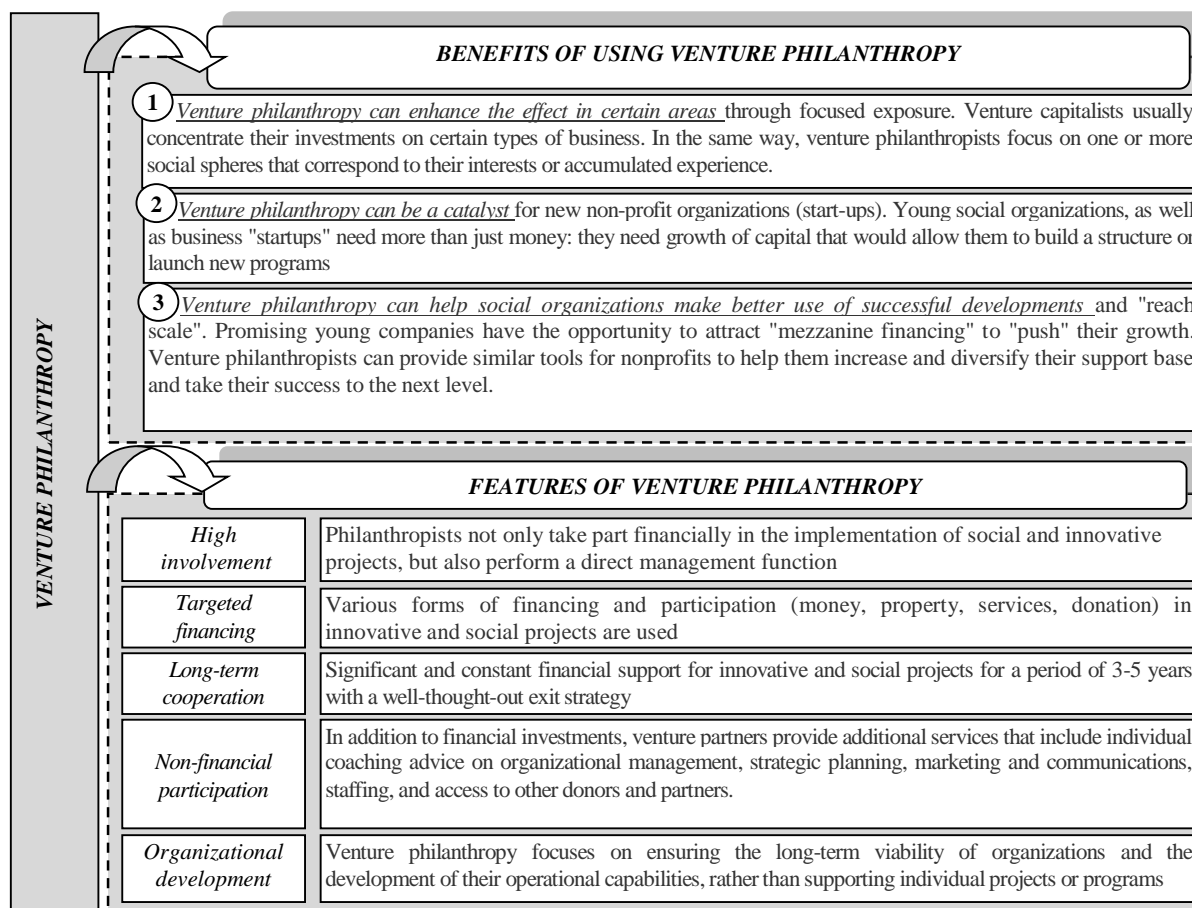 VENTURE PHILANTHROPY
BENEFITS OF USING VENTURE PHILANTHROPY
1 Venture philanthropy can enhance the effect in certain areas through focused exposure. Venture capitalists usually
concentrate their investments on certain types of business. In the same way, venture philanthropists focus on one or more
social spheres that correspond to their interests or accumulated experience.
2 Venture philanthropy can be a catalyst for new non-profit organizations (start-ups). Young social organizations, as well
as business "startups" need more than just money: they need growth of capital that would allow them to build a structure or
launch new programs
3 Venture philanthropy can help social organizations make better use of successful developments and "reach
scale". Promising young companies have the opportunity to attract "mezzanine financing" to "push" their growth.
Venture philanthropists can provide similar tools for nonprofits to help them increase and diversify their support base
and take their success to the next level.
FEATURES OF VENTURE PHILANTHROPY
High
involvement
Philanthropists not only take part financially in the implementation of social and innovative
projects, but also perform a direct management function
Targeted
financing
Various forms of financing and participation (money, property, services, donation) in
innovative and social projects are used
Long-term
cooperation
Significant and constant financial support for innovative and social projects for a period of 3-5 years
with a well-thought-out exit strategy
Non-financial
participation
In addition to financial investments, venture partners provide additional services that include individual
coaching advice on organizational management, strategic planning, marketing and communications,
staffing, and access to other donors and partners.
Organizational
development
Venture philanthropy focuses on ensuring the long-term viability of organizations and the
development of their operational capabilities, rather than supporting individual projects or programs